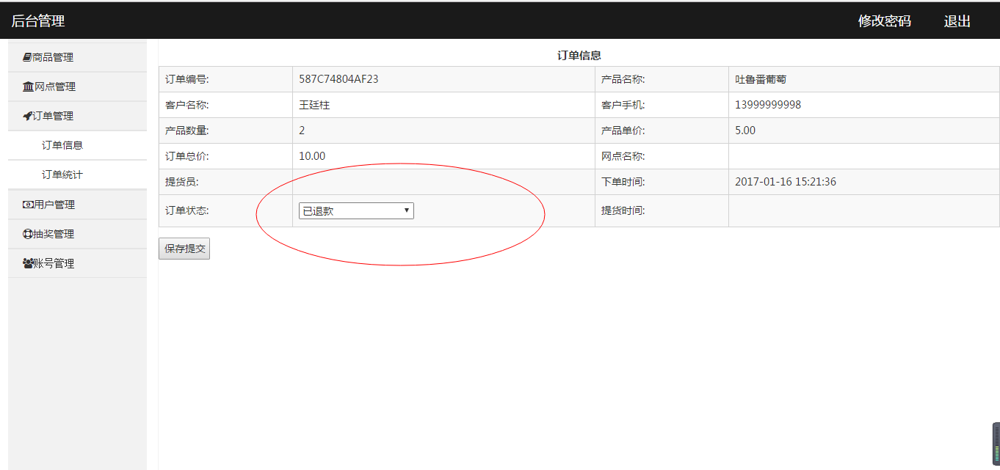 后台管理 修改密码 退出
商品管理
网点管理
订单管理
订单信息
订单统计
用户管理
抽奖管理
账号管理
订单信息
订单编号: 587C74804AF23 产品名称: 吐鲁番葡萄
客户名称: 王廷柱 客户手机: 13999999998
产品数量: 2 产品单价: 5.00
订单总价: 10.00 网点名称:
提货员: 下单时间: 2017-01-16 15:21:36
订单状态: 已退款 提货时间:
保存提交